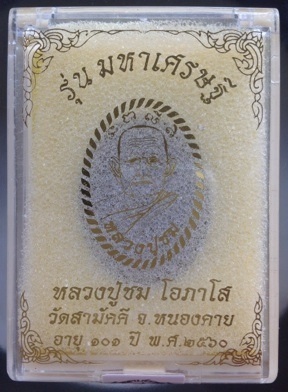 รุ่น มหาเศรษฐี
หลวงปู่ชม
หลวงปู่ชม โอภาโส
วัดสามัคคี จ.หนองคาย
อายุ ๑๐๑ ปี พ.ศ.๒๕๖๐